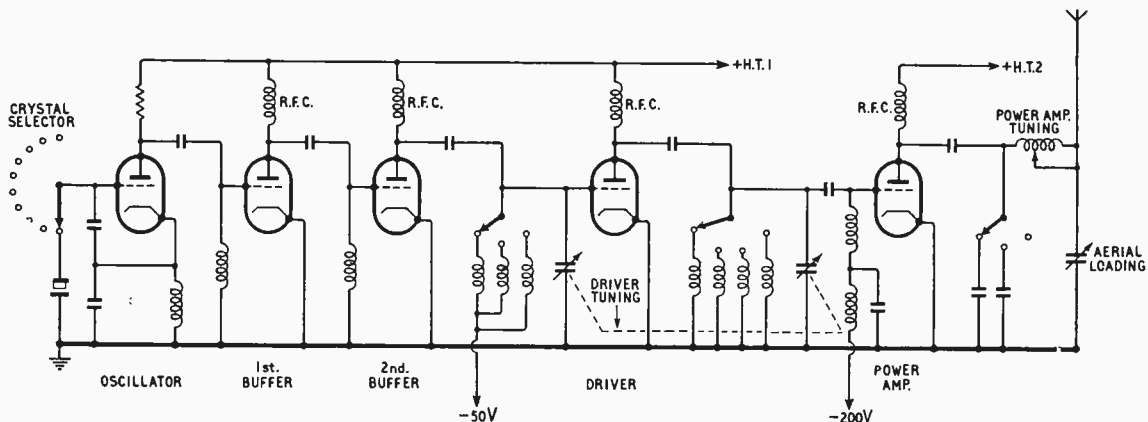 +H.T.1
+H.T.2
R.F.C.
R.F.C.
R.F.C.
R.F.C.
CRYSTAL
SELECTOR
POWER AMP.
TUNING
AERIAL
LOADING
DRIVER
TUNING
OSCILLATOR
1st.
BUFFER
2nd.
BUFFER
DRIVER
POWER
AMP.
-50V
-200V